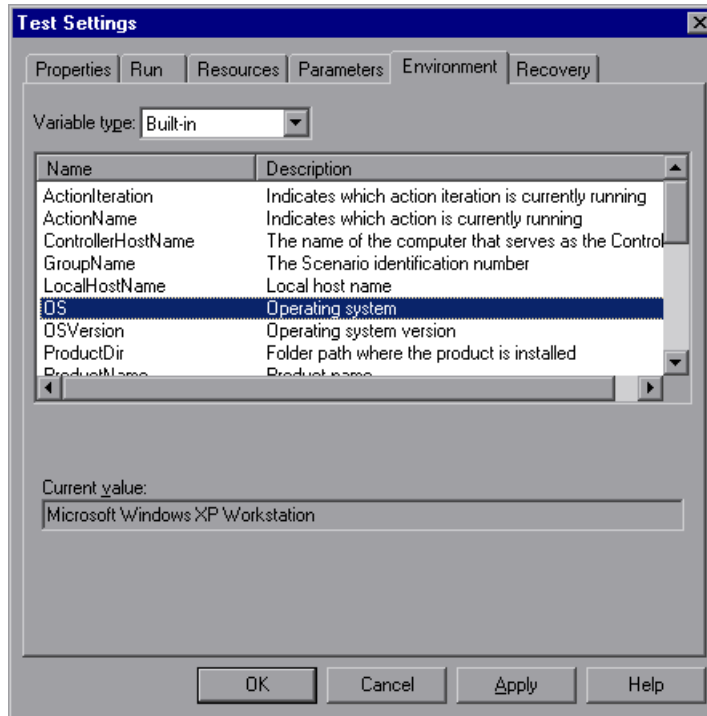 Test Settings
Properties Run Resources Parameters Environment Recovery
Variable type: Built-in
Name Description
ActionIteration Indicates which action iteration is currently running
ActionName Indicates which action is currently running
ControllerHostName The name of the computer that serves as the Control
GroupName The Scenario identification number
LocalHostName Local host name
OS Operating system
OSVersion Operating system version
ProductDir Folder path where the product is installed
ProductName Product name
Current value:
Microsoft Windows XP Workstation
OK Cancel Apply Help